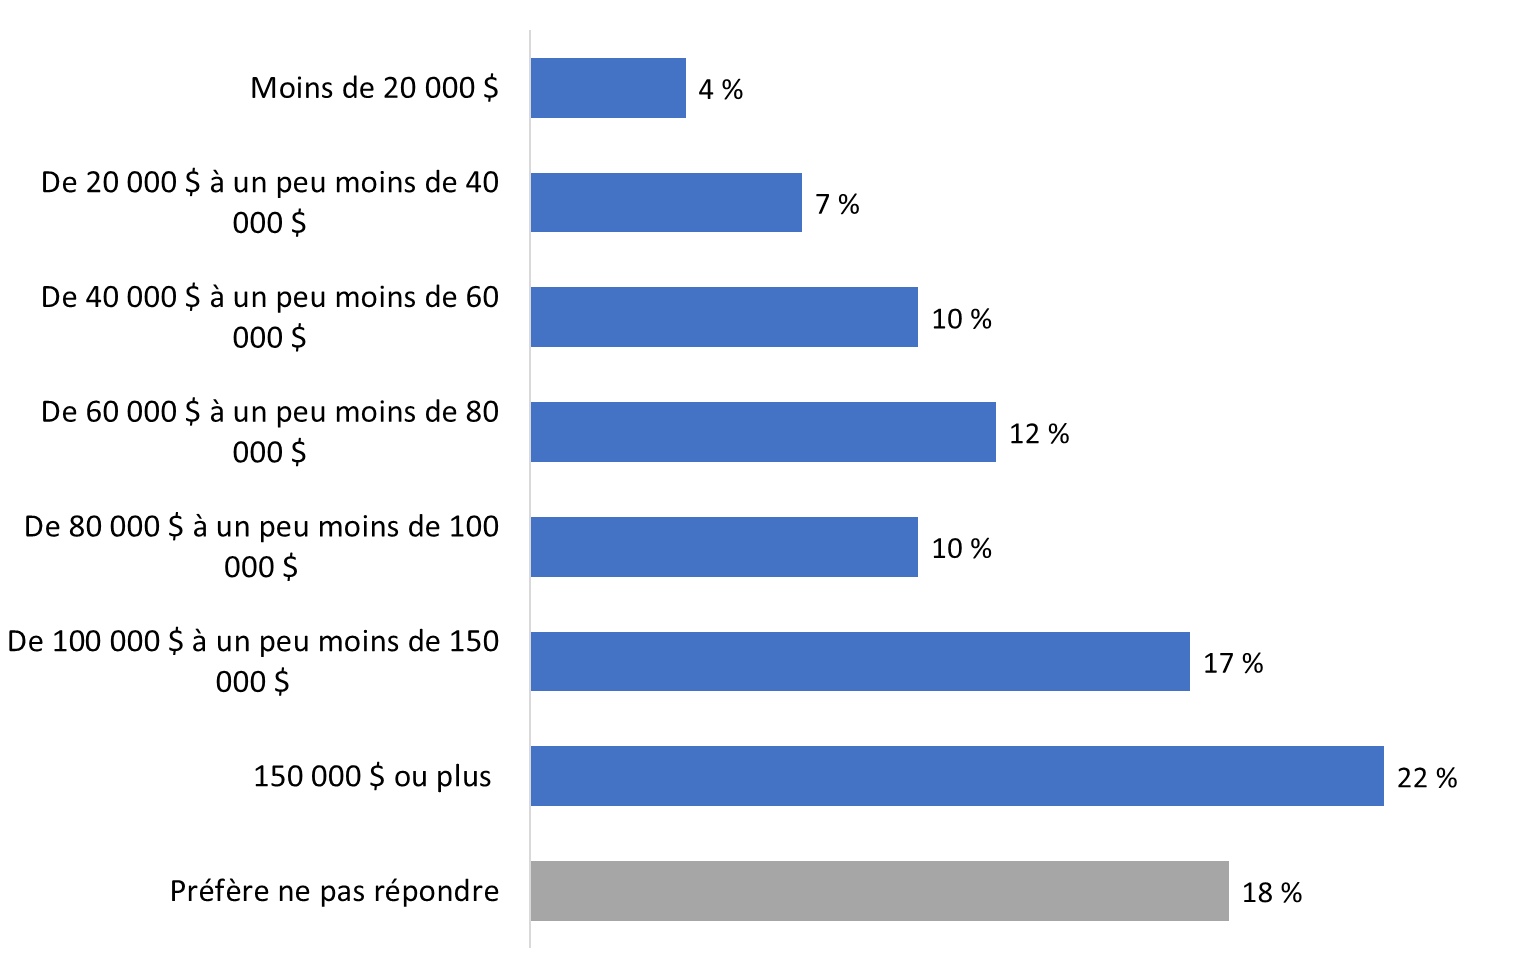 Moins de 20 000 $
4 %
De 20 000 $ à un peu moins de 40
000 $
7 %
De 40 000 $ à un peu moins de 60
000 $
10 %
De 60 000 $ à un peu moins de 80
000 $
12 %
De 80 000 $ à un peu moins de 100
000 $
10 %
De 100 000 $ à un peu moins de 150
000 $
17 %
150 000 $ ou plus
22 %
Préfère ne pas répondre
18 %